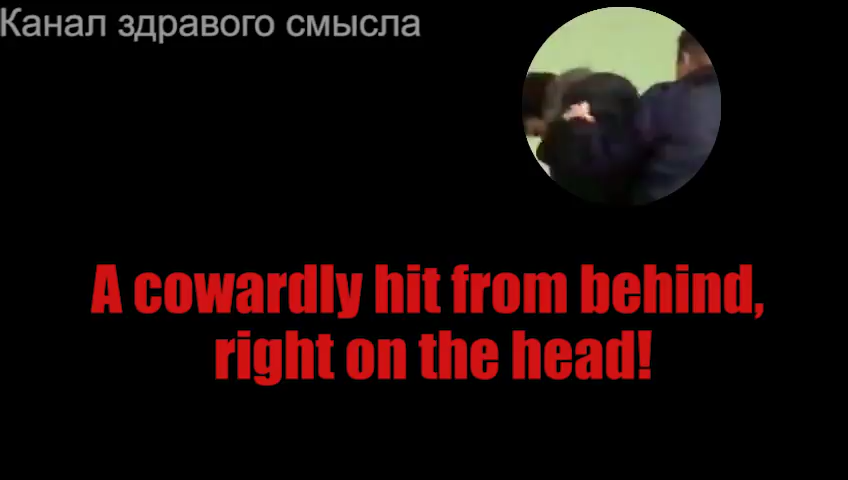 Канал здравого смысла
A cowardly hit from behind,
right on the head!